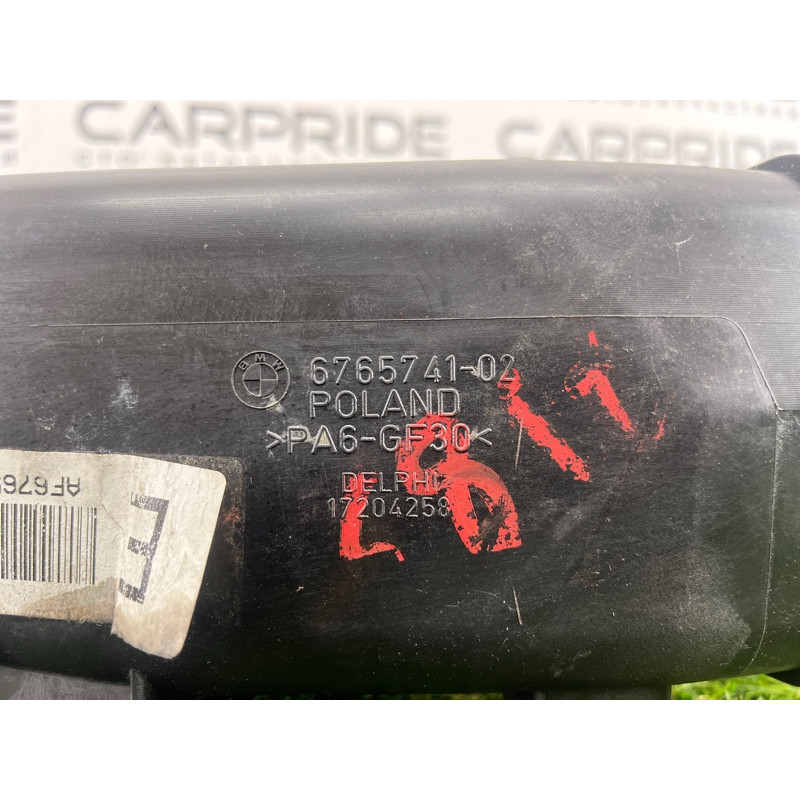 CARPRIDE CARPRIDE
BMW
6765741-02
POLAND
>PA6-GF30<
DELPHI
17204258
AF676
E